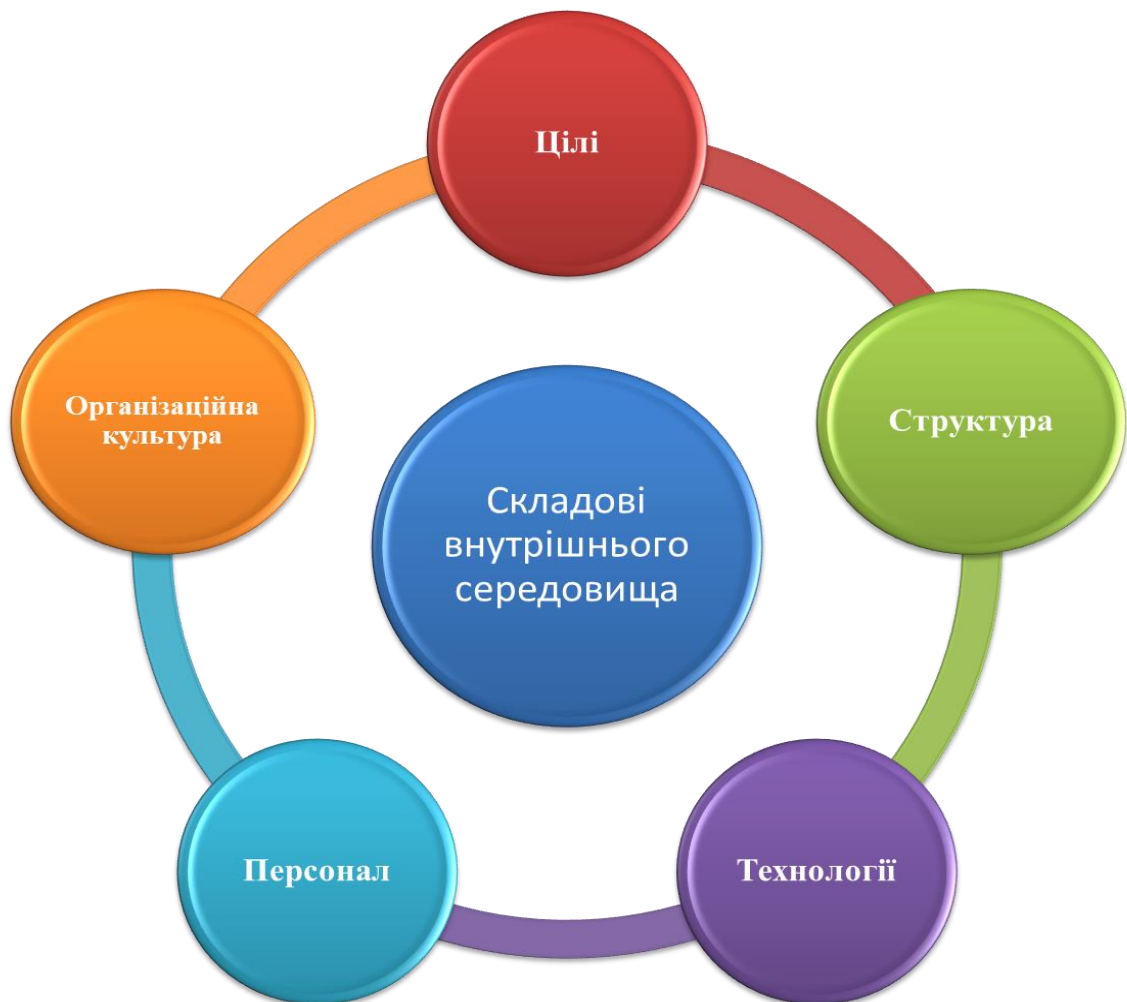 Цілі
Структура
Технології
Персонал
Організаційна
культура
Складові
внутрішнього
середовища